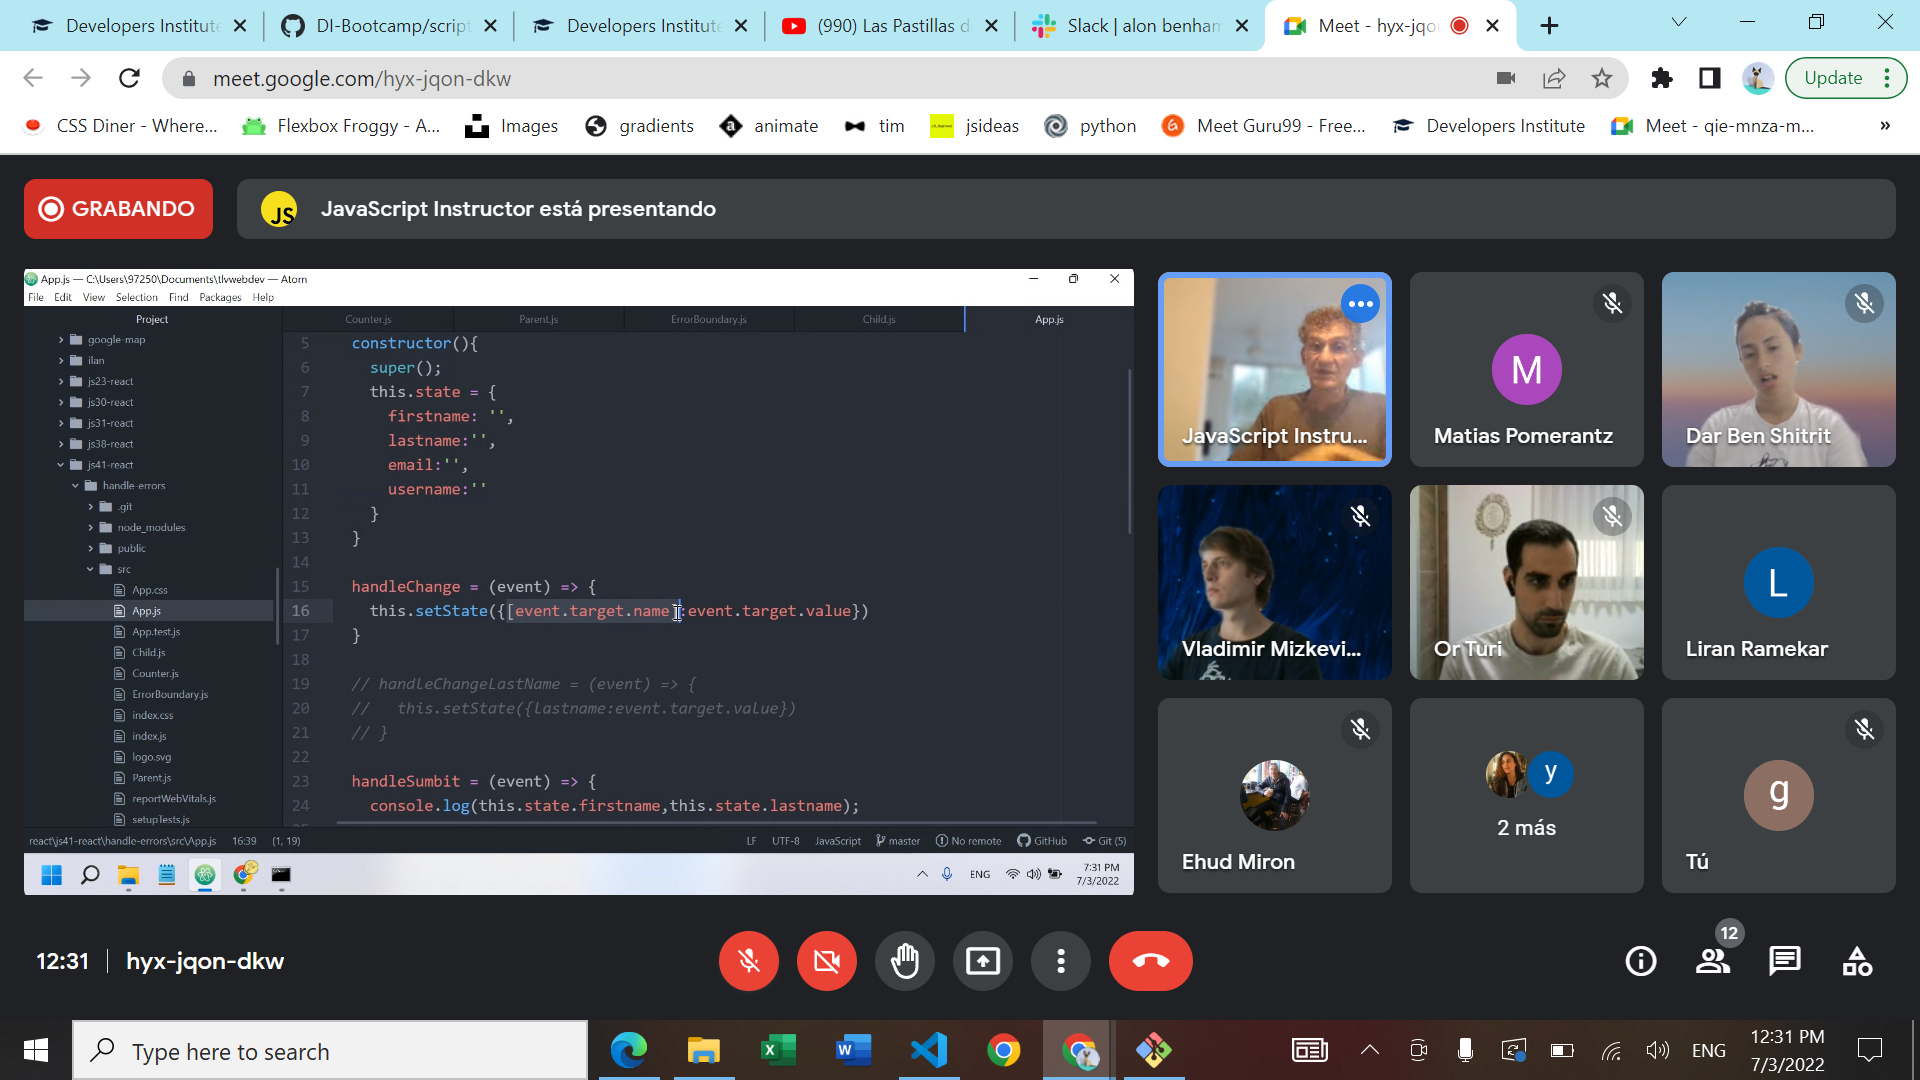 Developers Institute
DI-Bootcamp/script
Developers Institute
(990) Las Pastillas d
Slack | alon benham
Meet - hyx-jqo
meet.google.com/hyx-jqon-dkw
Update
CSS Diner - Where...
Flexbox Froggy - A...
Images
gradients
animate
tim
jsideas
python
Meet Guru99 - Free...
Developers Institute
Meet - qie-mnza-m...
»
GRABANDO
JS
JavaScript Instructor está presentando
App.js — C:\Users\97250\Documents\tlvwebdev — Atom
File Edit View Selection Find Packages Help
Project
google-map
ilan
js23-react
js30-react
js31-react
js38-react
js41-react
handle-errors
.git
node_modules
public
src
App.css
App.js
App.test.js
Child.js
Counter.js
ErrorBoundary.js
index.css
index.js
logo.svg
Parent.js
reportWebVitals.js
setupTests.js
Counter.js
Parent.js
ErrorBoundary.js
Child.js
App.js
5 constructor(){
6 super();
7 this.state = {
8 firstname: '',
9 lastname:'',
10 email:'',
11 username:''
12 }
13 }
14
15 handleChange = (event) => {
16 this.setState({[event.target.name]:event.target.value})
17 }
18
19 // handleChangeLastName = (event) => {
20 // this.setState({lastname:event.target.value})
21 // }
22
23 handleSumbit = (event) => {
24 console.log(this.state.firstname,this.state.lastname);
react\js41-react\handle-errors\src\App.js 16:39 (1, 19)
LF UTF-8 JavaScript master No remote GitHub Git (5)
ENG
7:31 PM
7/3/2022
JavaScript Instru...
M
Matias Pomerantz
Dar Ben Shitrit
Vladimir Mizkevi...
Or Turi
L
Liran Ramekar
Ehud Miron
y
2 más
g
Tú
12:31
hyx-jqon-dkw
12
Type here to search
ENG
12:31 PM
7/3/2022